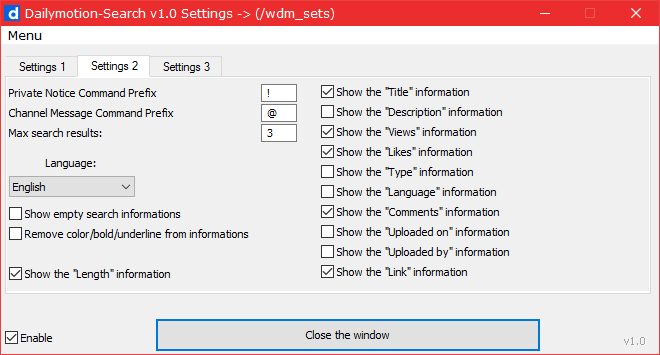 d Dailymotion-Search v1.0 Settings -> (/wdm_sets)
Menu
Settings 1 Settings 2 Settings 3
Private Notice Command Prefix !
Channel Message Command Prefix @
Max search results: 3
Language:
English
Show empty search informations
Remove color/bold/underline from informations
Show the "Length" information
Show the "Title" information
Show the "Description" information
Show the "Views" information
Show the "Likes" information
Show the "Type" information
Show the "Language" information
Show the "Comments" information
Show the "Uploaded on" information
Show the "Uploaded by" information
Show the "Link" information
Enable
Close the window
v1.0